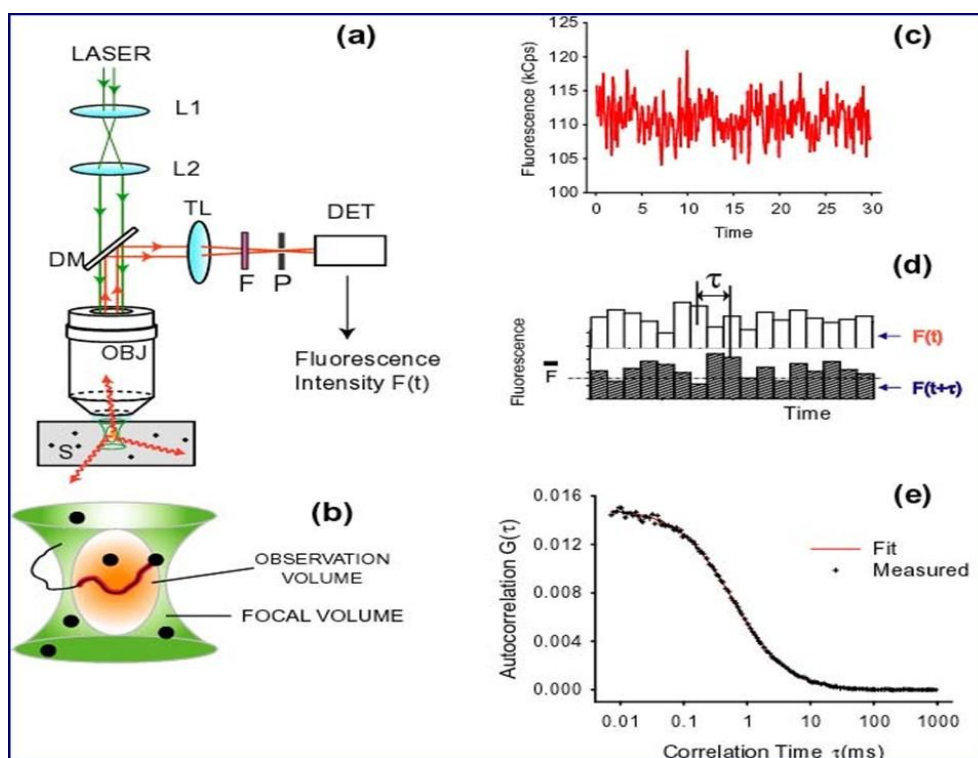 (a)
LASER
L1
L2
TL
DET
DM
F
P
OBJ
Fluorescence
Intensity F(t)
S
(b)
OBSERVATION
VOLUME
FOCAL VOLUME
(c)
Fluorescence (kCps)
125
120
115
110
105
100
0 5 10 15 20 25 30
Time
(d)
τ
F(t)
Fluorescence
F̄
F(t+τ)
Time
(e)
Autocorrelation G(τ)
0.016
0.012
0.008
0.004
0.000
Fit
Measured
0.01 0.1 1 10 100 1000
Correlation Time τ(ms)